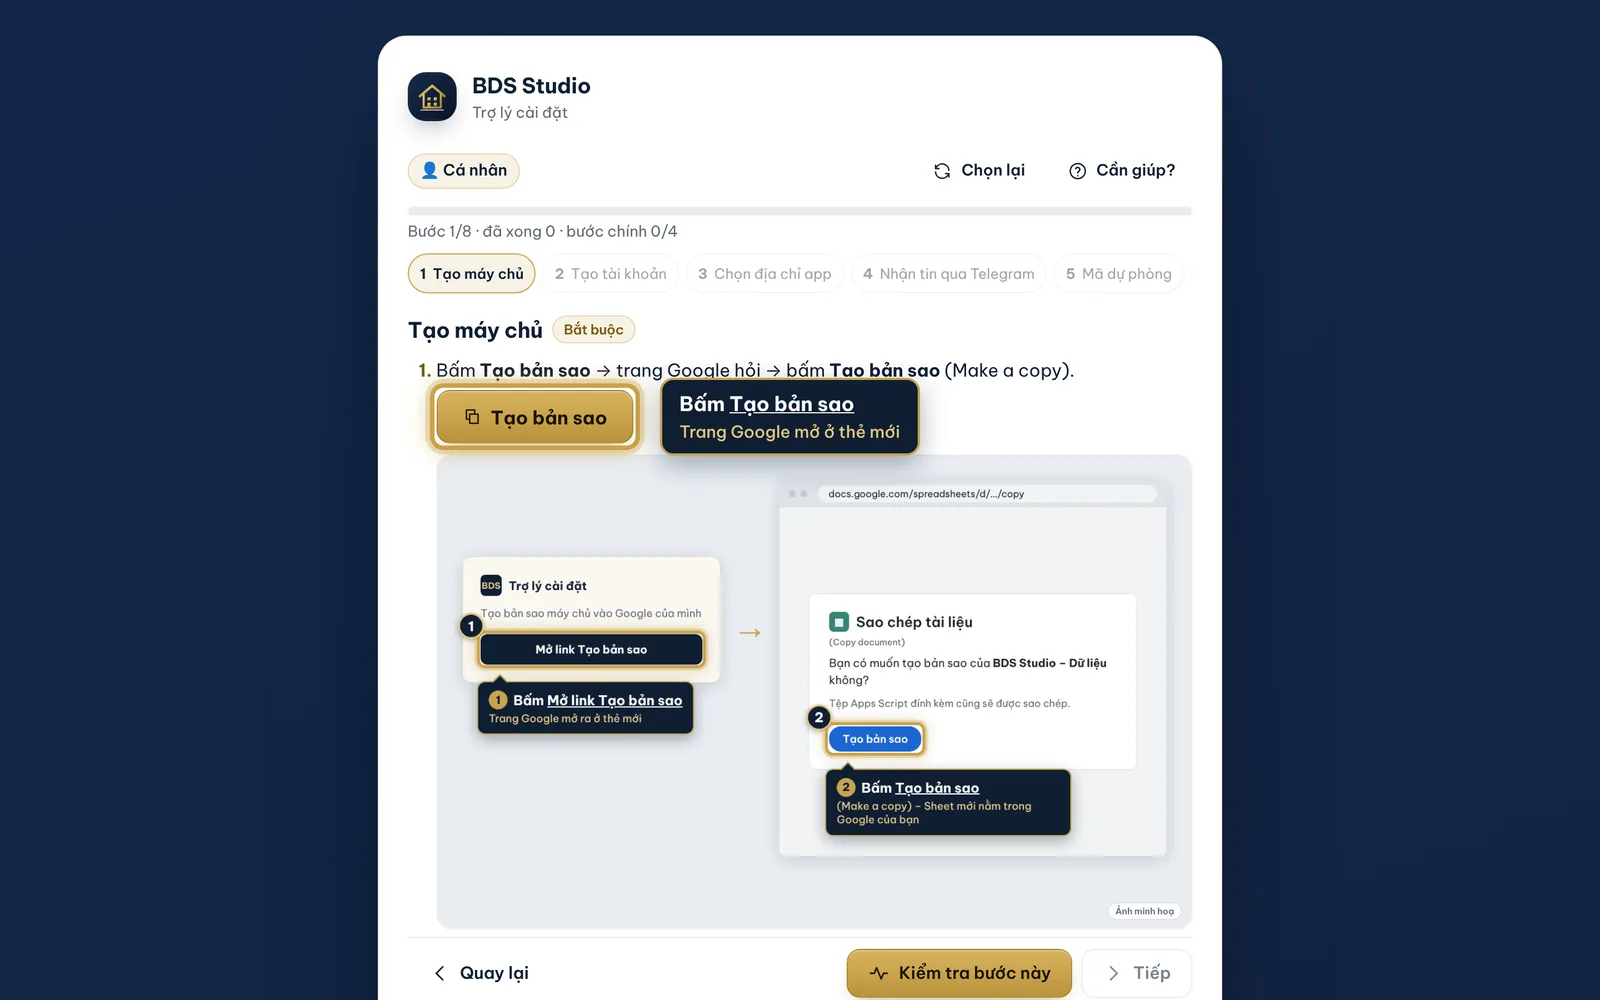 BDS Studio
Trợ lý cài đặt
Cá nhân
Chọn lại
Cần giúp?
Bước 1/8 · đã xong 0 · bước chính 0/4
1 Tạo máy chủ
2 Tạo tài khoản
3 Chọn địa chỉ app
4 Nhận tin qua Telegram
5 Mã dự phòng
Tạo máy chủ
Bắt buộc
1. Bấm Tạo bản sao → trang Google hỏi → bấm Tạo bản sao (Make a copy).
Tạo bản sao
Bấm Tạo bản sao
Trang Google mở ở thẻ mới
BDS
Trợ lý cài đặt
Tạo bản sao máy chủ vào Google của mình
1
Mở link Tạo bản sao
1 Bấm Mở link Tạo bản sao
Trang Google mở ra ở thẻ mới
→
docs.google.com/spreadsheets/d/.../copy
Sao chép tài liệu
(Copy document)
Bạn có muốn tạo bản sao của BDS Studio – Dữ liệu
không?
Tệp Apps Script đính kèm cũng sẽ được sao chép.
2
Tạo bản sao
2 Bấm Tạo bản sao
(Make a copy) – Sheet mới nằm trong
Google của bạn
Ảnh minh hoạ
Quay lại
Kiểm tra bước này
Tiếp